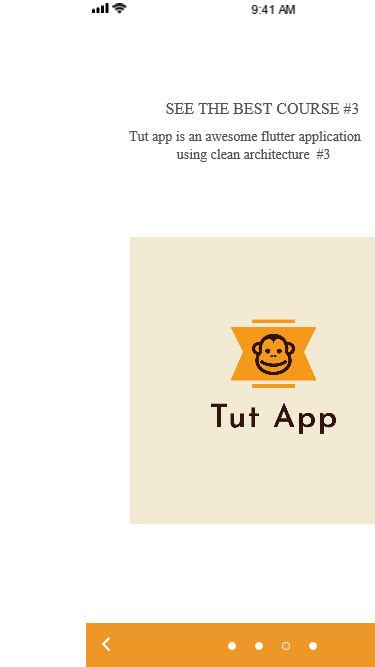 9:41 AM
SEE THE BEST COURSE #3
Tut app is an awesome flutter application
using clean architecture #3
Tut App